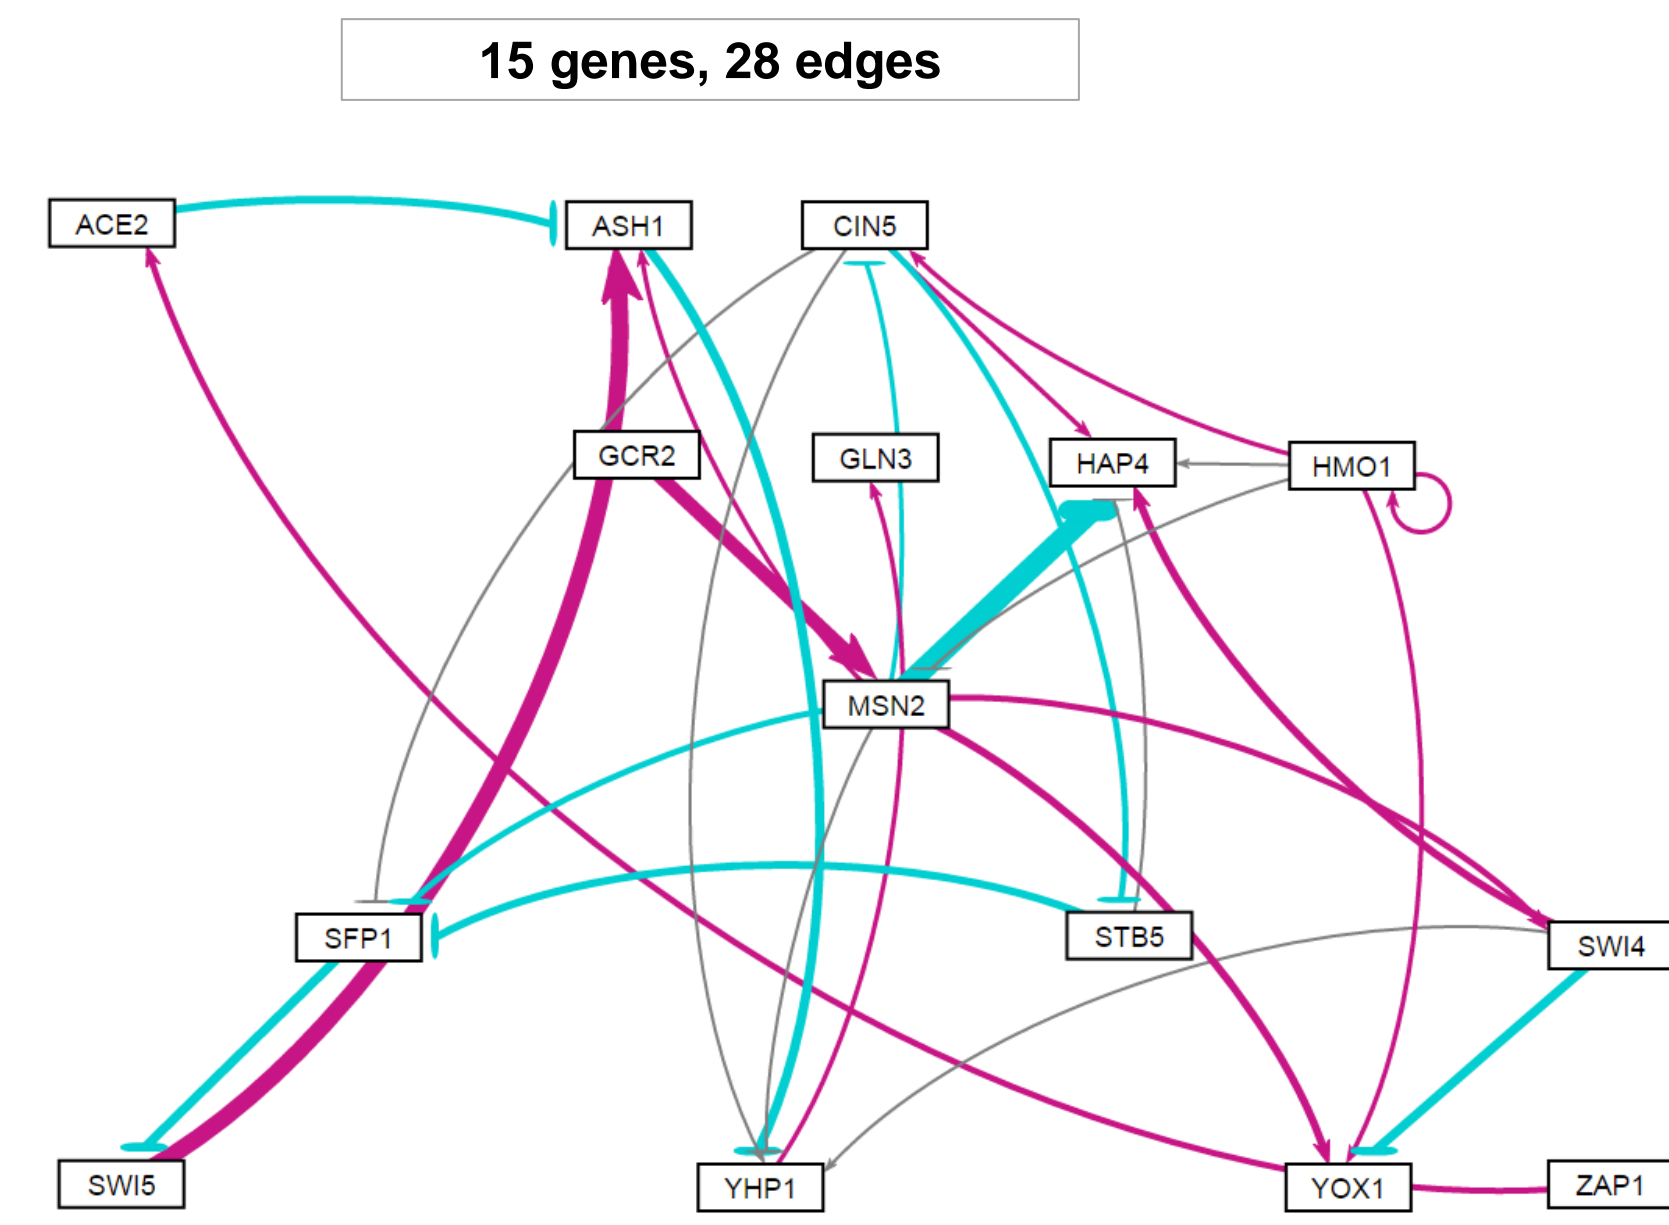 15 genes, 28 edges
ACE2
ASH1
CIN5
GCR2
GLN3
HAP4
HMO1
MSN2
SFP1
STB5
SWI4
SWI5
YHP1
YOX1
ZAP1